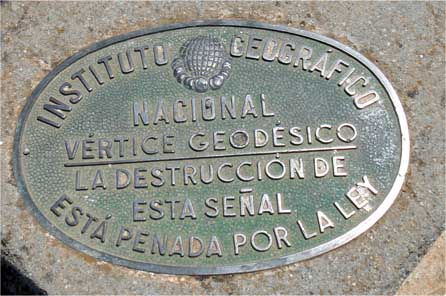 INSTITUTO GEOGRÁFICO
NACIONAL
VÉRTICE GEODÉSICO
LA DESTRUCCIÓN DE
ESTA SEÑAL
ESTÁ PENADA POR LA LEY